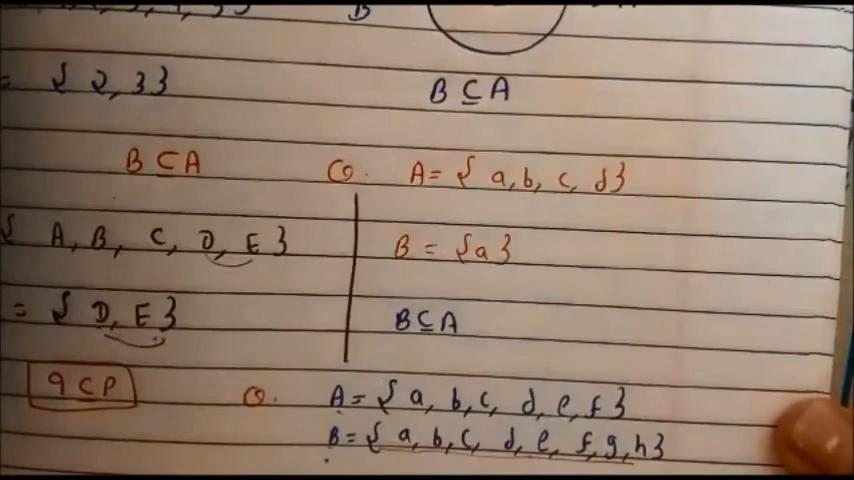 B
= { 2, 3 }
B ⊆ A
B ⊂ A
Q. A = { a, b, c, d }
{ A, B, C, D, E }
B = { a }
= { D, E }
B ⊆ A
q ⊂ P
Q. A = { a, b, c, d, e, f }
B = { a, b, c, d, e, f, g, h }